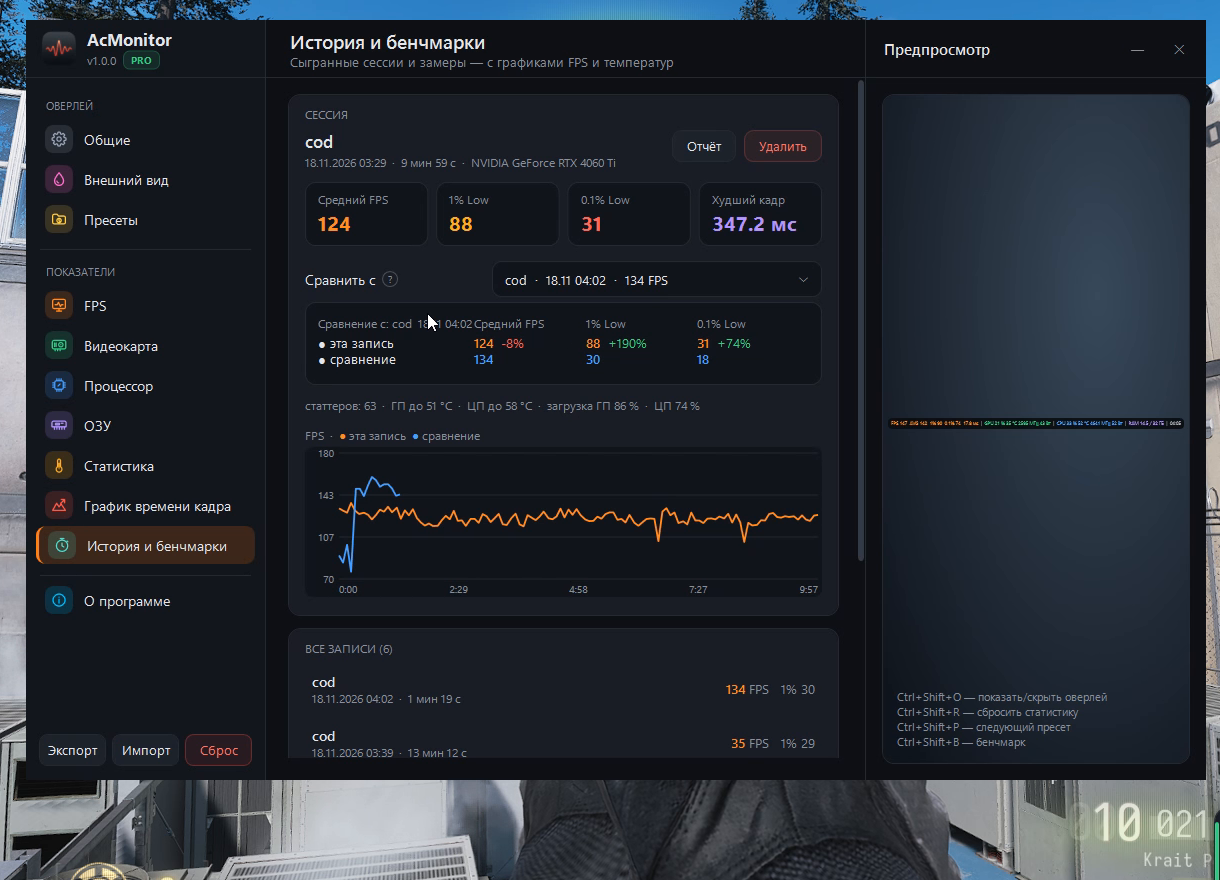 AcMonitor
v1.0.0 PRO
ОВЕРЛЕЙ
Общие
Внешний вид
Пресеты
ПОКАЗАТЕЛИ
FPS
Видеокарта
Процессор
ОЗУ
Статистика
График времени кадра
История и бенчмарки
О программе
Экспорт Импорт Сброс
История и бенчмарки
Сыгранные сессии и замеры — с графиками FPS и температур
СЕССИЯ
cod
18.11.2026 03:29 · 9 мин 59 с · NVIDIA GeForce RTX 4060 Ti
Отчёт Удалить
Средний FPS 1% Low 0.1% Low Худший кадр
124 88 31 347.2 мс
Сравнить с ? cod · 18.11 04:02 · 134 FPS
Сравнение с: cod 04:02 Средний FPS 1% Low 0.1% Low
● эта запись 124 -8% 88 +190% 31 +74%
● сравнение 134 30 18
статтеров: 63 · ГП до 51 °C · ЦП до 58 °C · загрузка ГП 86 % · ЦП 74 %
FPS · ● эта запись ● сравнение
180
143
107
70
0:00 2:29 4:58 7:27 9:57
ВСЕ ЗАПИСИ (6)
cod
18.11.2026 04:02 · 1 мин 19 с
134 FPS 1% 30
cod
18.11.2026 03:39 · 13 мин 12 с
35 FPS 1% 29
Предпросмотр
Ctrl+Shift+O — показать/скрыть оверлей
Ctrl+Shift+R — сбросить статистику
Ctrl+Shift+P — следующий пресет
Ctrl+Shift+B — бенчмарк
10 021
Krait